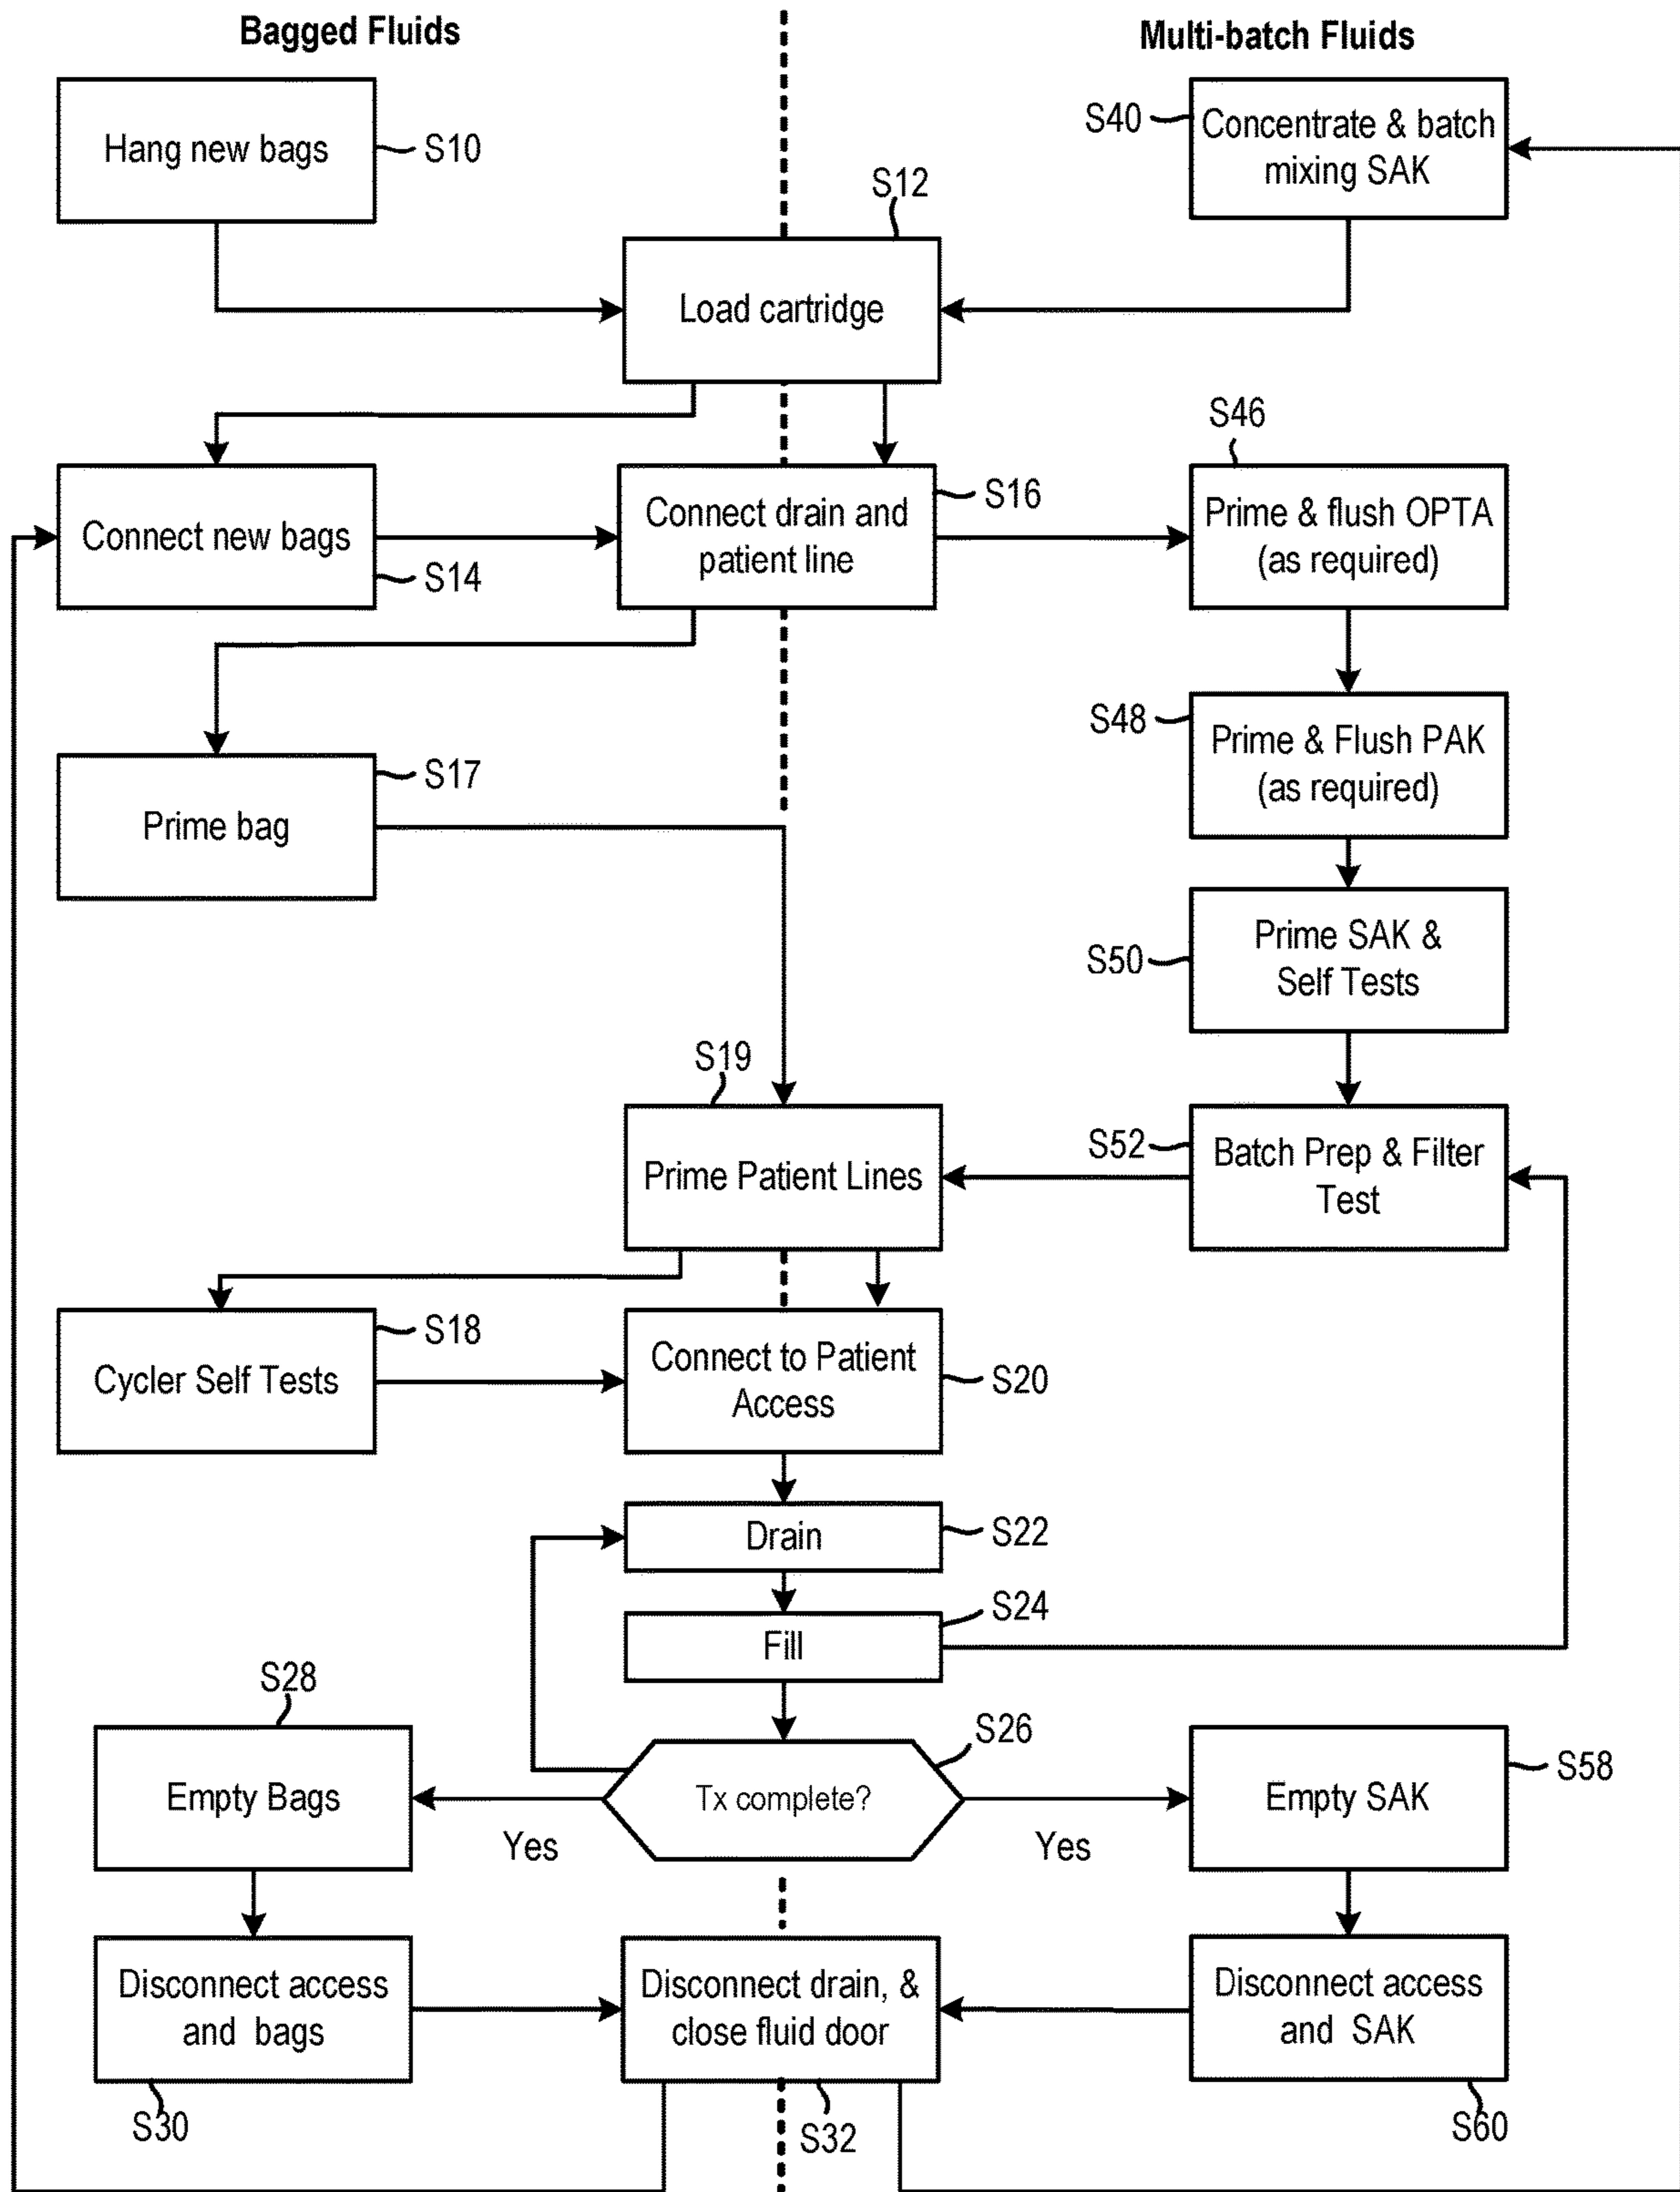 Bagged Fluids
Multi-batch Fluids
Hang new bags
S10
S40
Concentrate & batch
mixing SAK
S12
Load cartridge
S46
Connect new bags
S14
Connect drain and
patient line
S16
Prime & flush OPTA
(as required)
S48
Prime & Flush PAK
(as required)
S17
Prime bag
S50
Prime SAK &
Self Tests
S19
Prime Patient Lines
S52
Batch Prep & Filter
Test
S18
Cycler Self Tests
Connect to Patient
Access
S20
Drain
S22
Fill
S24
S28
Empty Bags
S26
Tx complete?
Yes
Yes
Empty SAK
S58
Disconnect access
and bags
S30
Disconnect drain, &
close fluid door
S32
Disconnect access
and SAK
S60